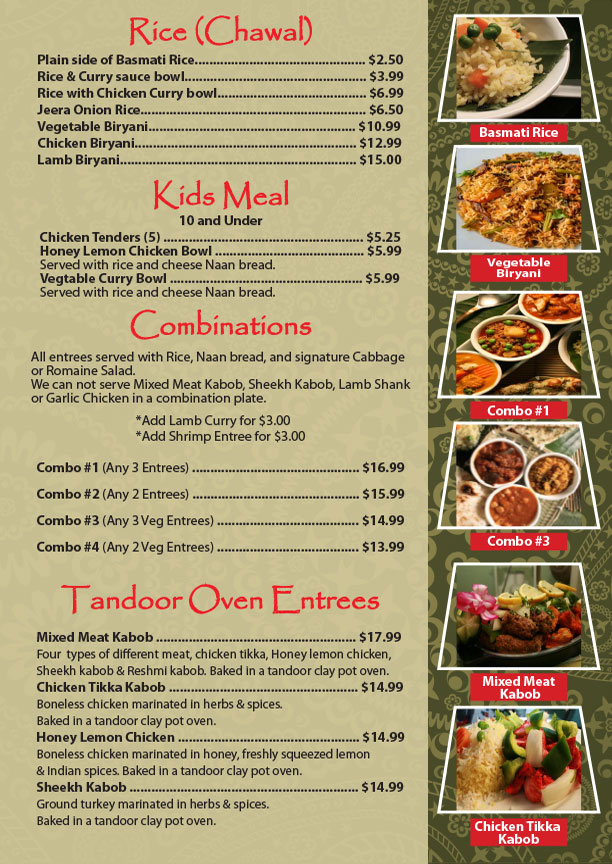 Rice (Chawal)
Plain side of Basmati Rice................................................ $2.50
Rice & Curry sauce bowl................................................... $3.99
Rice with Chicken Curry bowl.......................................... $6.99
Jeera Onion Rice............................................................... $6.50
Vegetable Biryani.......................................................... $10.99
Chicken Biryani.............................................................. $12.99
Lamb Biryani.................................................................. $15.00
Kids Meal
10 and Under
Chicken Tenders (5) ........................................................ $5.25
Honey Lemon Chicken Bowl .......................................... $5.99
Served with rice and cheese Naan bread.
Vegtable Curry Bowl ...................................................... $5.99
Served with rice and cheese Naan bread.
Combinations
All entrees served with Rice, Naan bread, and signature Cabbage
or Romaine Salad.
We can not serve Mixed Meat Kabob, Sheekh Kabob, Lamb Shank
or Garlic Chicken in a combination plate.
*Add Lamb Curry for $3.00
*Add Shrimp Entree for $3.00
Combo #1 (Any 3 Entrees) ............................................... $16.99
Combo #2 (Any 2 Entrees) ............................................... $15.99
Combo #3 (Any 3 Veg Entrees) ........................................ $14.99
Combo #4 (Any 2 Veg Entrees) ........................................ $13.99
Tandoor Oven Entrees
Mixed Meat Kabob ........................................................ $17.99
Four types of different meat, chicken tikka, Honey lemon chicken,
Sheekh kabob & Reshmi kabob. Baked in a tandoor clay pot oven.
Chicken Tikka Kabob ..................................................... $14.99
Boneless chicken marinated in herbs & spices.
Baked in a tandoor clay pot oven.
Honey Lemon Chicken ................................................... $14.99
Boneless chicken marinated in honey, freshly squeezed lemon
& Indian spices. Baked in a tandoor clay pot oven.
Sheekh Kabob ................................................................ $14.99
Ground turkey marinated in herbs & spices.
Baked in a tandoor clay pot oven.
Basmati Rice
Vegetable
Biryani
Combo #1
Combo #3
Mixed Meat
Kabob
Chicken Tikka
Kabob